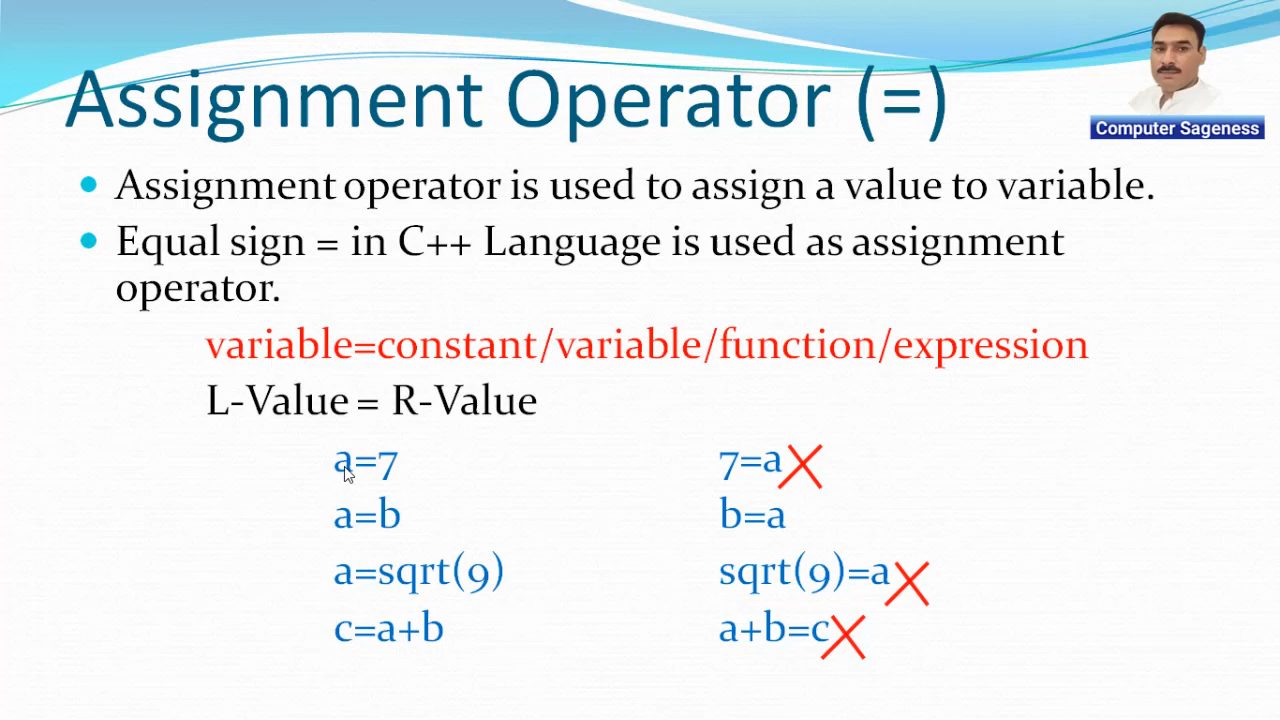 Assignment Operator (=)
Computer Sageness
Assignment operator is used to assign a value to variable.
Equal sign = in C++ Language is used as assignment
operator.
variable=constant/variable/function/expression
L-Value = R-Value
a=7
7=a
a=b
b=a
a=sqrt(9)
sqrt(9)=a
c=a+b
a+b=c